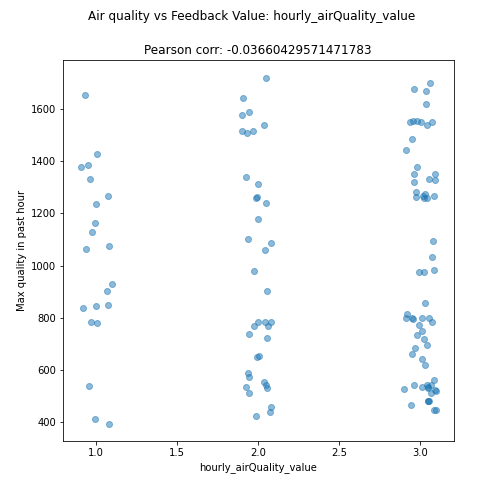 Air quality vs Feedback Value: hourly_airQuality_value
Pearson corr: -0.03660429571471783
Max quality in past hour
1600
1400
1200
1000
800
600
400
1.0 1.5 2.0 2.5 3.0
hourly_airQuality_value